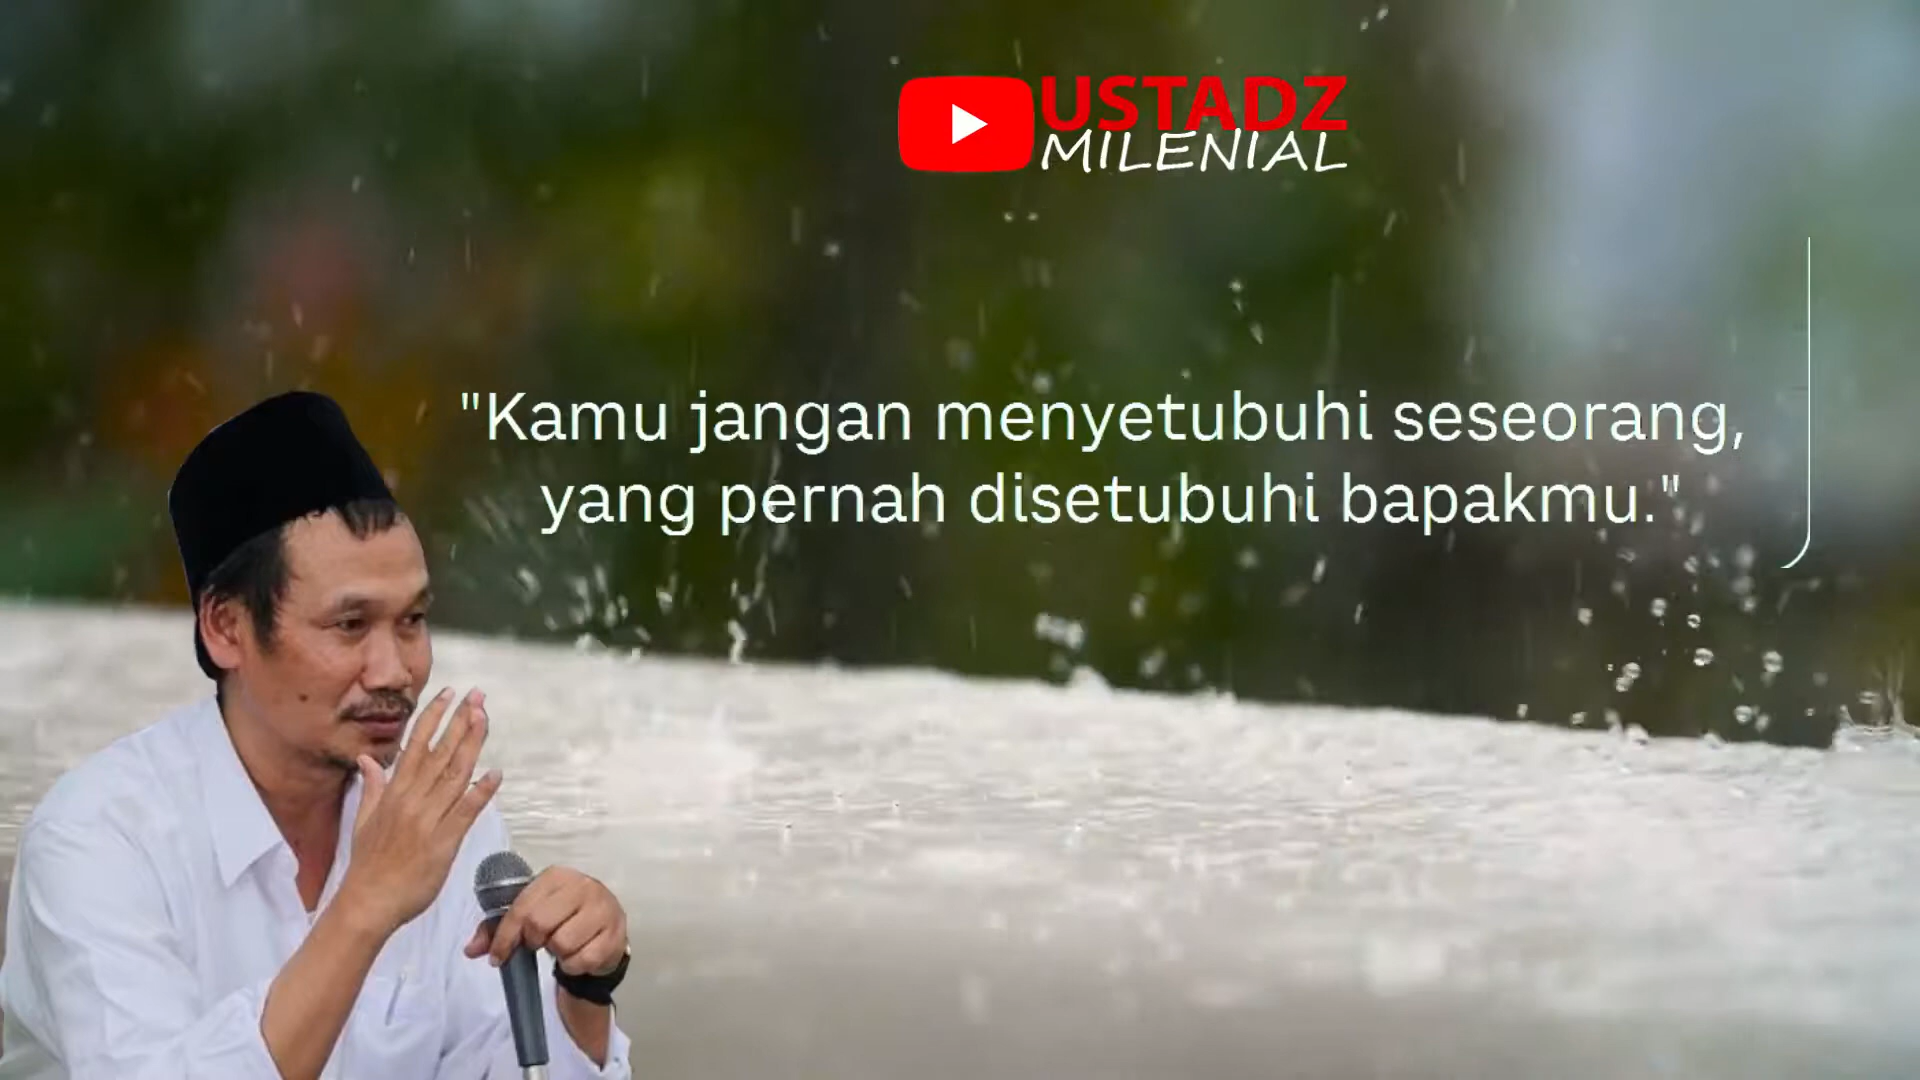 USTADZ
MILENIAL
"Kamu jangan menyetubuhi seseorang,
yang pernah disetubuhi bapakmu."